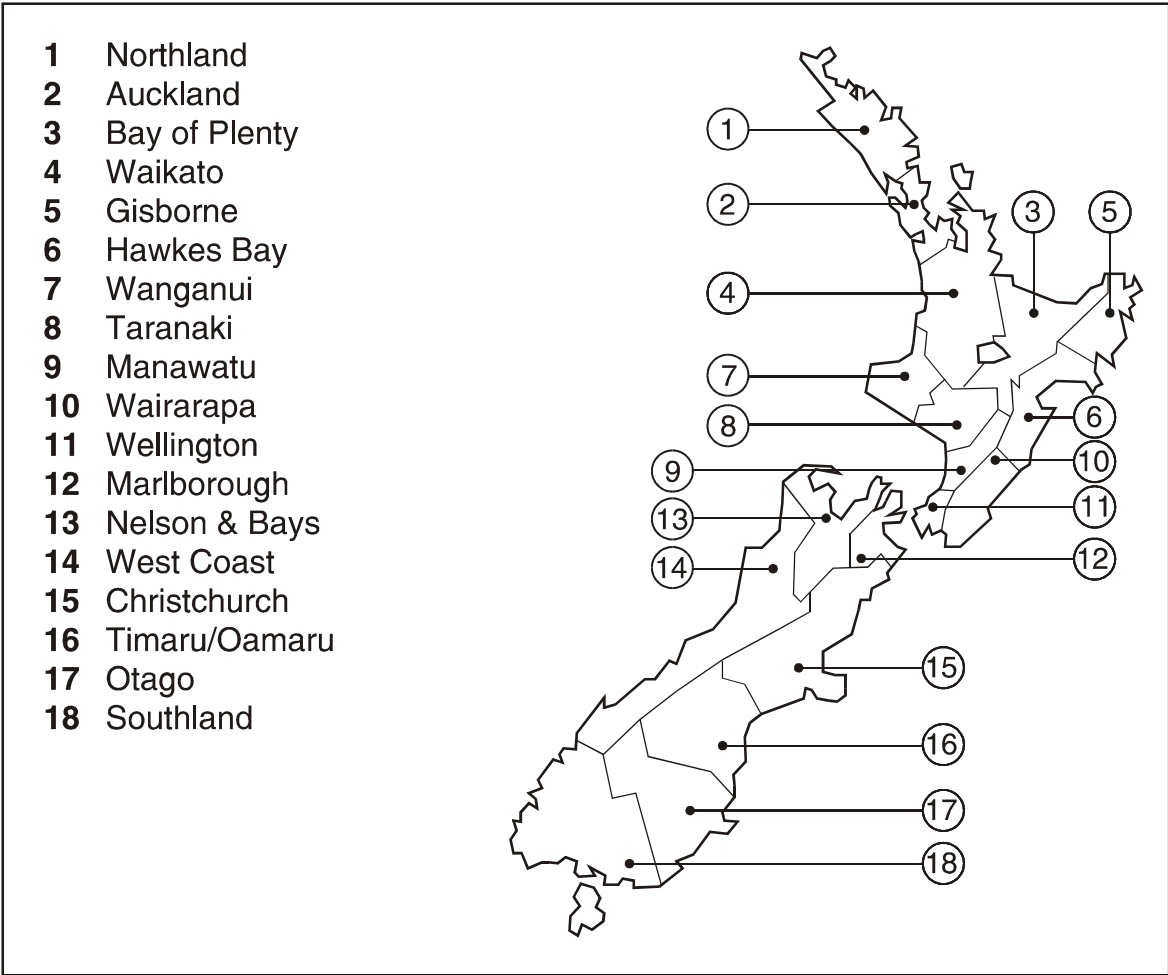 1 Northland
2 Auckland
3 Bay of Plenty
4 Waikato
5 Gisborne
6 Hawkes Bay
7 Wanganui
8 Taranaki
9 Manawatu
10 Wairarapa
11 Wellington
12 Marlborough
13 Nelson & Bays
14 West Coast
15 Christchurch
16 Timaru/Oamaru
17 Otago
18 Southland
1
2
3
5
4
7
8
6
9
10
13
11
14
12
15
16
17
18